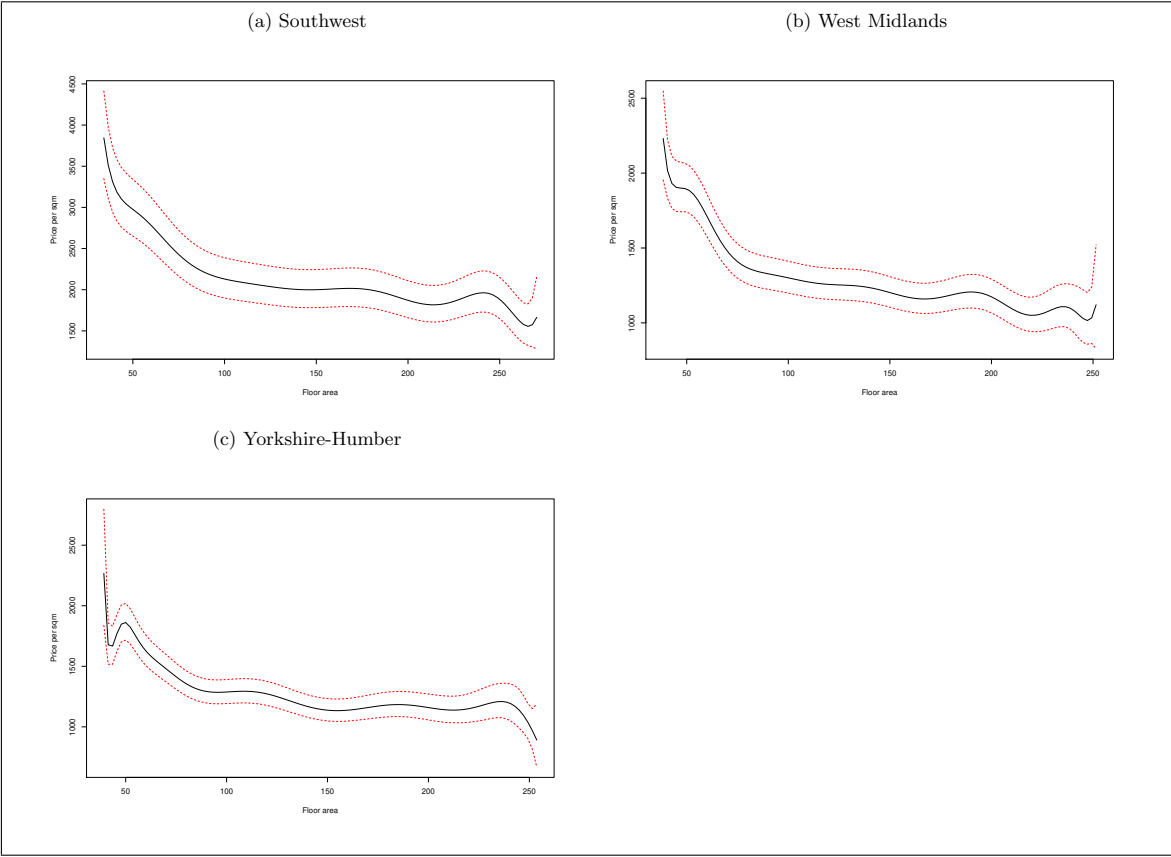 (a) Southwest
Price per sqm
4500
4000
3500
3000
2500
2000
1500
50 100 150 200 250
Floor area
(b) West Midlands
Price per sqm
2500
2000
1500
1000
50 100 150 200 250
Floor area
(c) Yorkshire-Humber
Price per sqm
2500
2000
1500
1000
50 100 150 200 250
Floor area